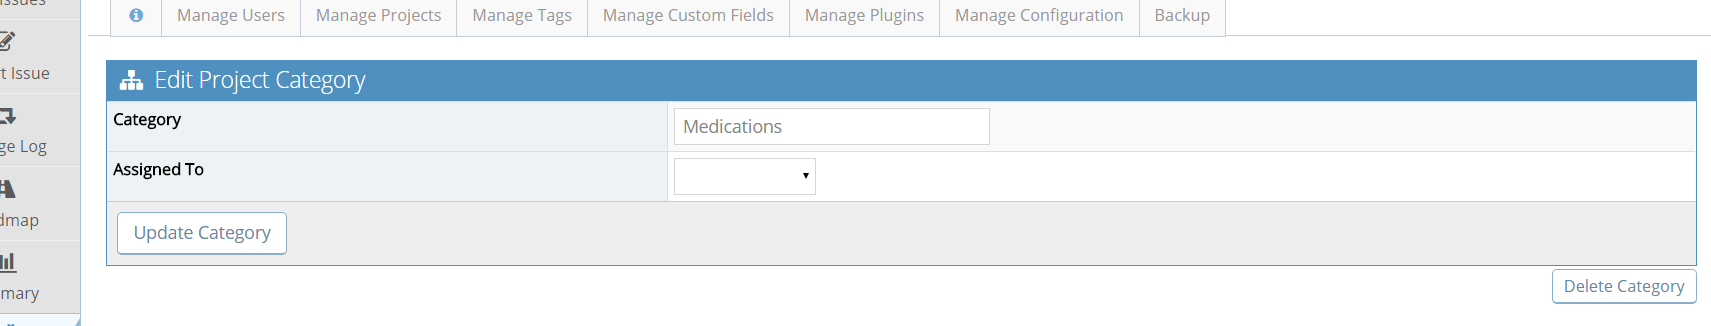 Manage Users Manage Projects Manage Tags Manage Custom Fields Manage Plugins Manage Configuration Backup
t Issue
ge Log
dmap
mary
Edit Project Category
Category Medications
Assigned To
Update Category
Delete Category